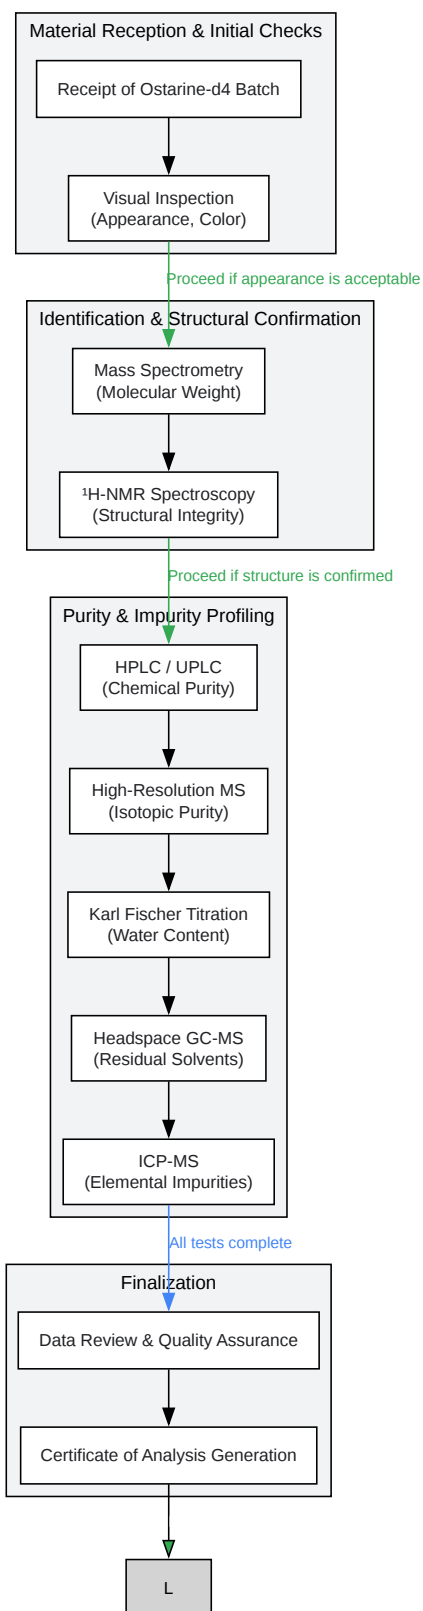 Material Reception & Initial Checks
Receipt of Ostarine-d4 Batch
Visual Inspection
(Appearance, Color)
Proceed if appearance is acceptable
Identification & Structural Confirmation
Mass Spectrometry
(Molecular Weight)
¹H-NMR Spectroscopy
(Structural Integrity)
Proceed if structure is confirmed
Purity & Impurity Profiling
HPLC / UPLC
(Chemical Purity)
High-Resolution MS
(Isotopic Purity)
Karl Fischer Titration
(Water Content)
Headspace GC-MS
(Residual Solvents)
ICP-MS
(Elemental Impurities)
All tests complete
Finalization
Data Review & Quality Assurance
Certificate of Analysis Generation
L